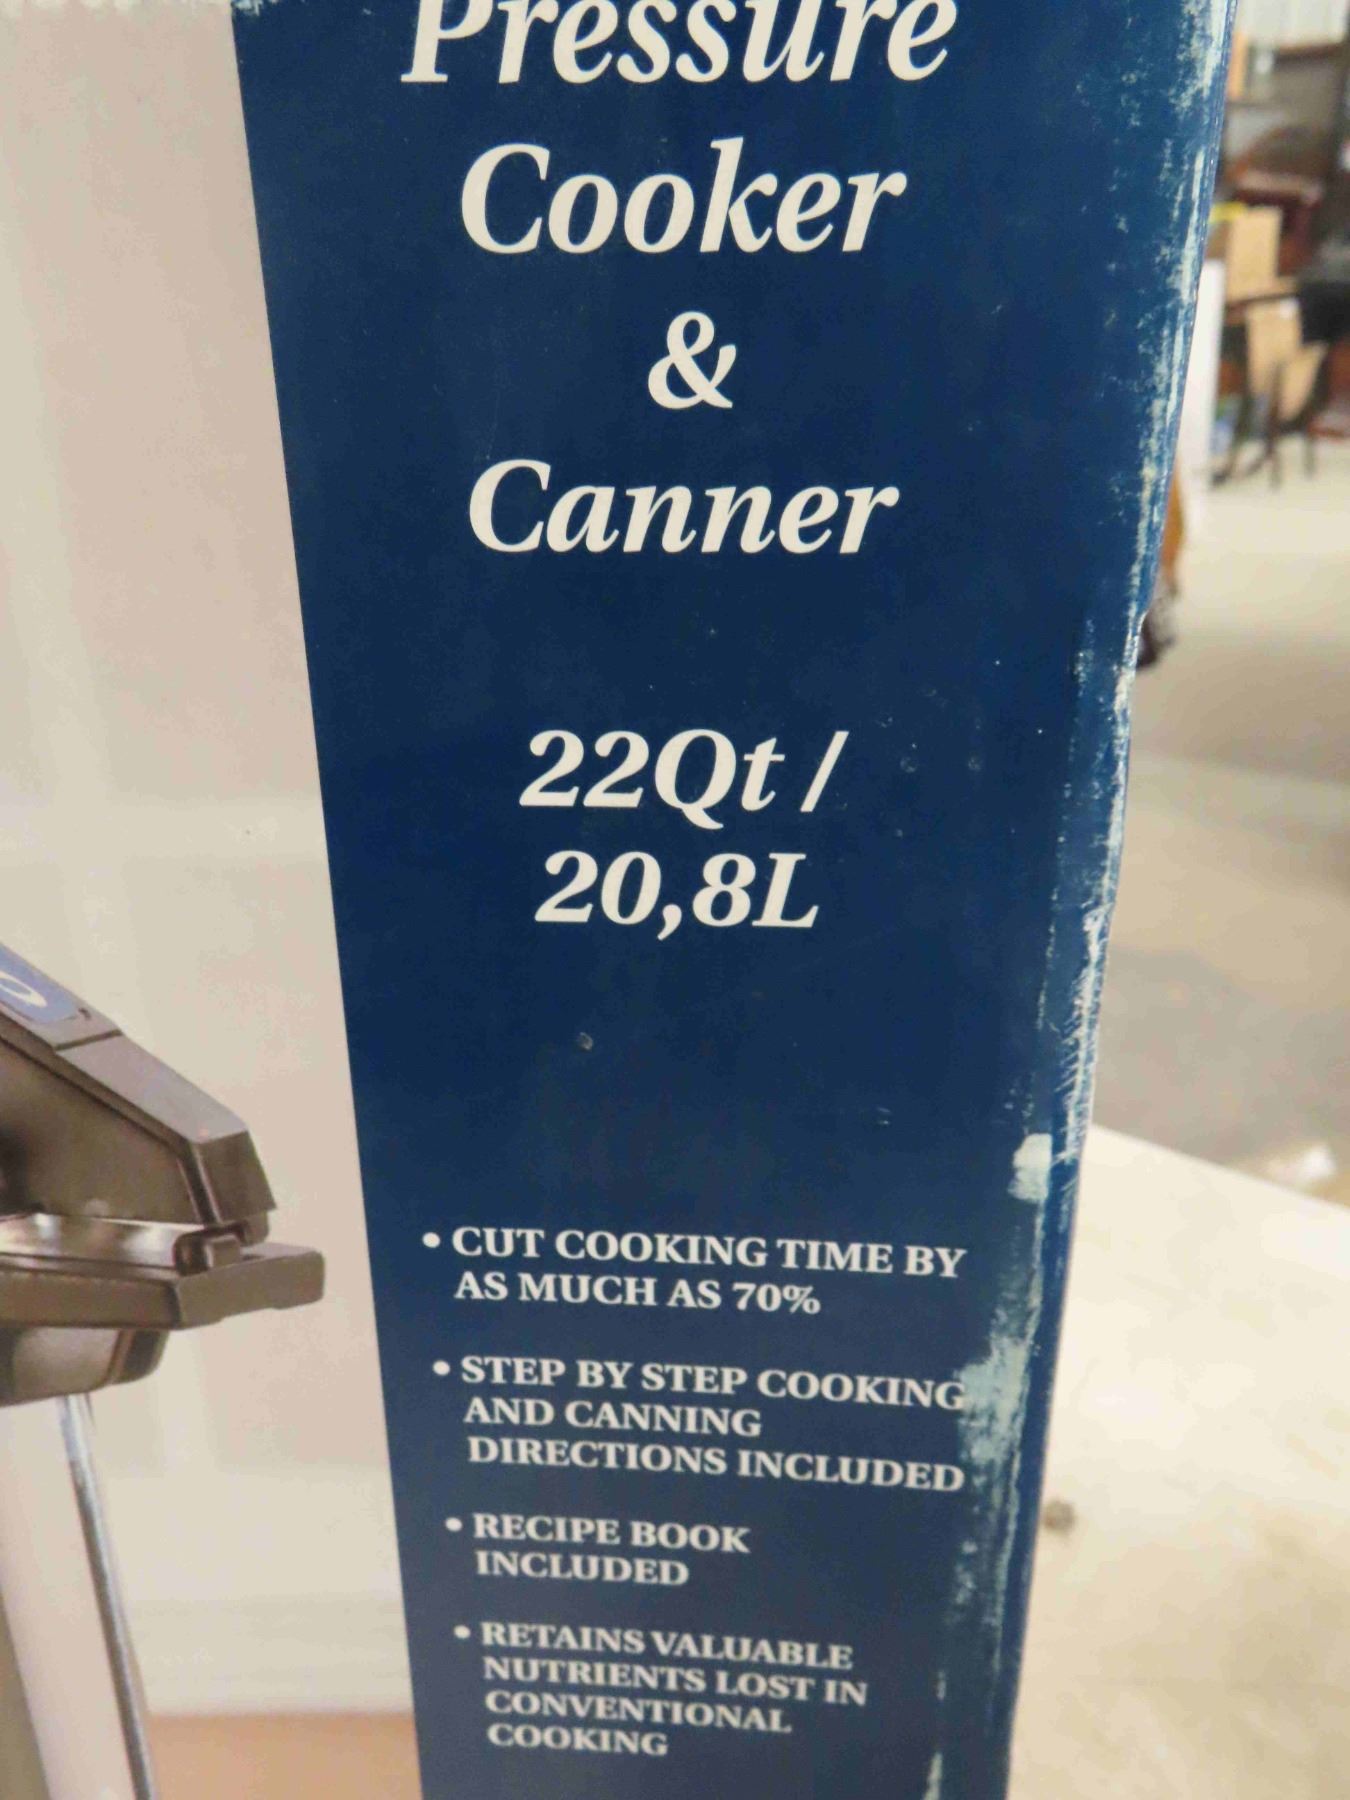 Pressure
Cooker
&
Canner
22Qt /
20,8L
• CUT COOKING TIME BY
AS MUCH AS 70%
• STEP BY STEP COOKING
AND CANNING
DIRECTIONS INCLUDED
• RECIPE BOOK
INCLUDED
• RETAINS VALUABLE
NUTRIENTS LOST IN
CONVENTIONAL
COOKING